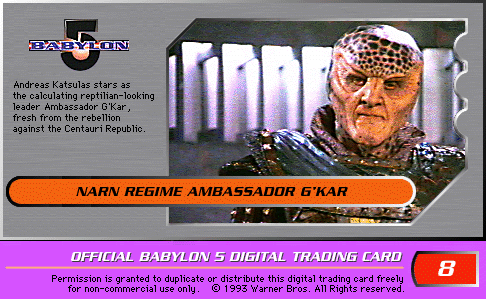 5
BABYLON
Andreas Katsulas stars as
the calculating reptilian-looking
leader Ambassador G'Kar,
fresh from the rebellion
against the Centauri Republic.
NARN REGIME AMBASSADOR G'KAR
OFFICIAL BABYLON 5 DIGITAL TRADING CARD
8
Permission is granted to duplicate or distribute this digital trading card freely
for non-commercial use only. © 1993 Warner Bros. All Rights reserved.